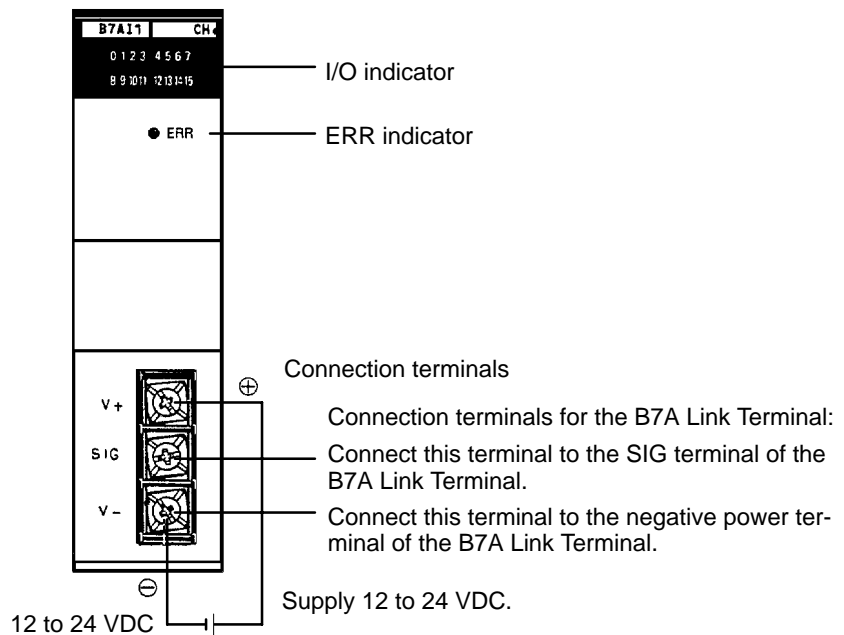 B7AI1 CH
0 1 2 3 4 5 6 7
8 9 10 11 12 13 14 15
I/O indicator
ERR
ERR indicator
Connection terminals
⊕
V+
Connection terminals for the B7A Link Terminal:
SIG
Connect this terminal to the SIG terminal of the
B7A Link Terminal.
V–
Connect this terminal to the negative power ter-
minal of the B7A Link Terminal.
⊖
Supply 12 to 24 VDC.
12 to 24 VDC